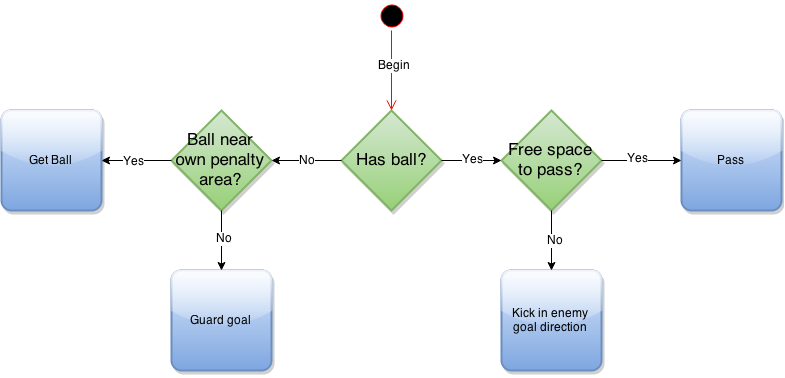 Begin
Ball near
own penalty
area?
Has ball?
Free space
to pass?
Get Ball
Yes
No
Yes
Yes
Pass
No
No
Guard goal
Kick in enemy
goal direction